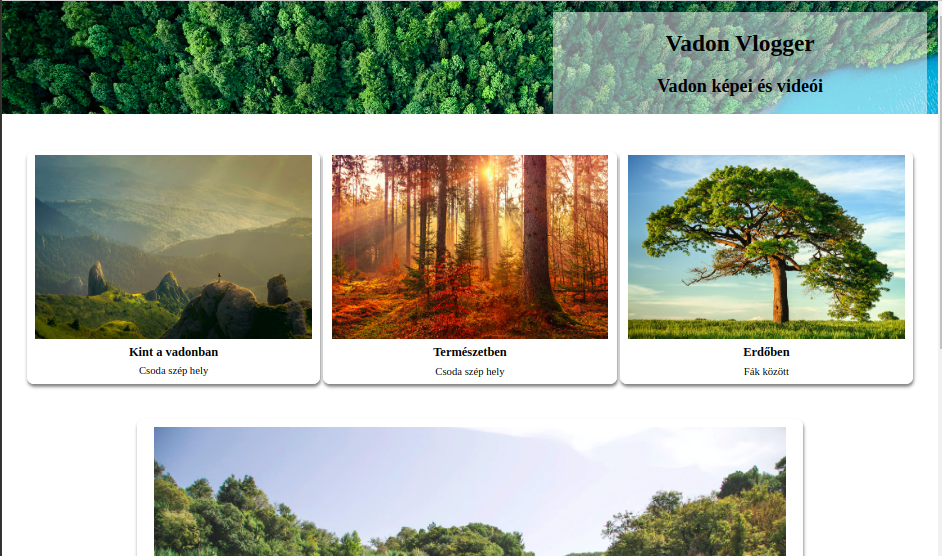 Vadon Vlogger
Vadon képei és videói
Kint a vadonban
Csoda szép hely
Természetben
Csoda szép hely
Erdőben
Fák között